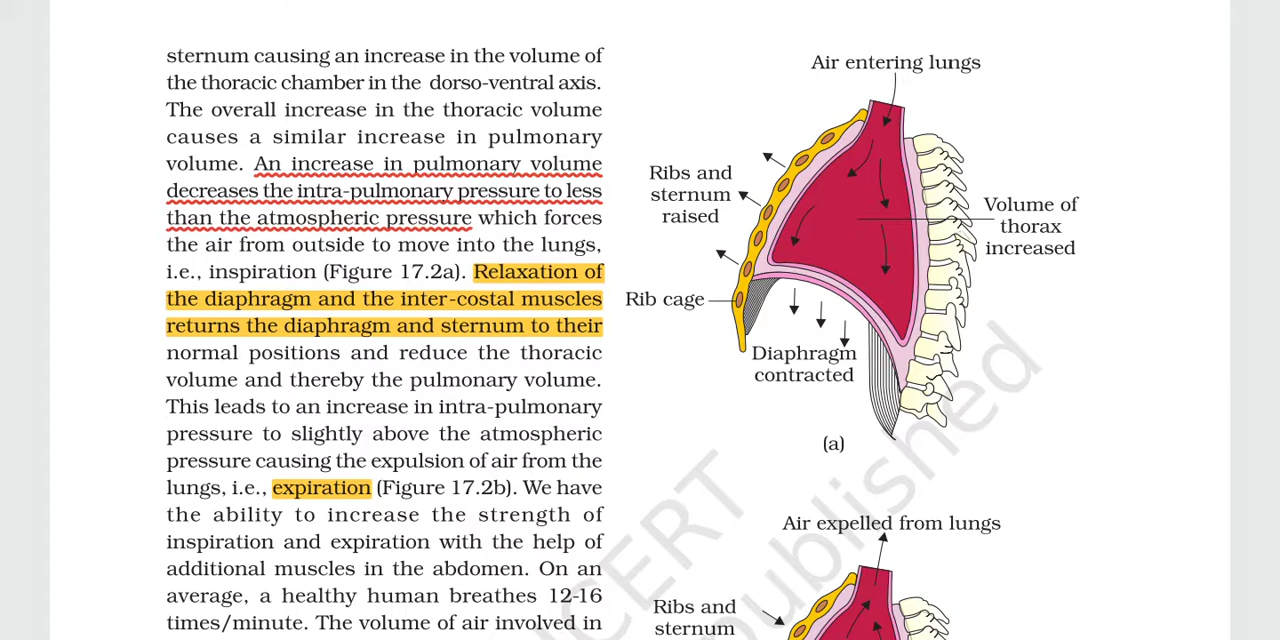 sternum causing an increase in the volume of
the thoracic chamber in the dorso-ventral axis.
The overall increase in the thoracic volume
causes a similar increase in pulmonary
volume. An increase in pulmonary volume
decreases the intra-pulmonary pressure to less
than the atmospheric pressure which forces
the air from outside to move into the lungs,
i.e., inspiration (Figure 17.2a). Relaxation of
the diaphragm and the inter-costal muscles
returns the diaphragm and sternum to their
normal positions and reduce the thoracic
volume and thereby the pulmonary volume.
This leads to an increase in intra-pulmonary
pressure to slightly above the atmospheric
pressure causing the expulsion of air from the
lungs, i.e., expiration (Figure 17.2b). We have
the ability to increase the strength of
inspiration and expiration with the help of
additional muscles in the abdomen. On an
average, a healthy human breathes 12-16
times/minute. The volume of air involved in
Air entering lungs
Ribs and
sternum
raised
Volume of
thorax
increased
Rib cage
Diaphragm
contracted
(a)
Air expelled from lungs
Ribs and
sternum
CERT
published